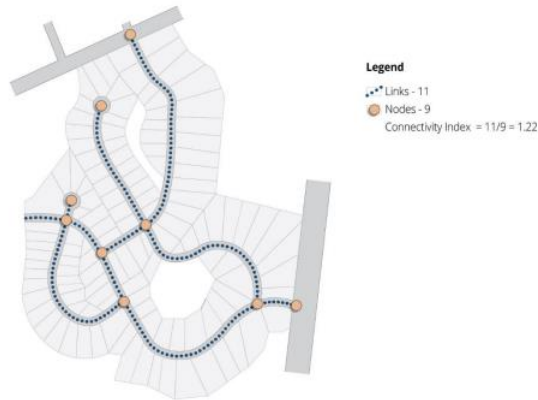 Legend
Links - 11
Nodes - 9
Connectivity Index = 11/9 = 1.22